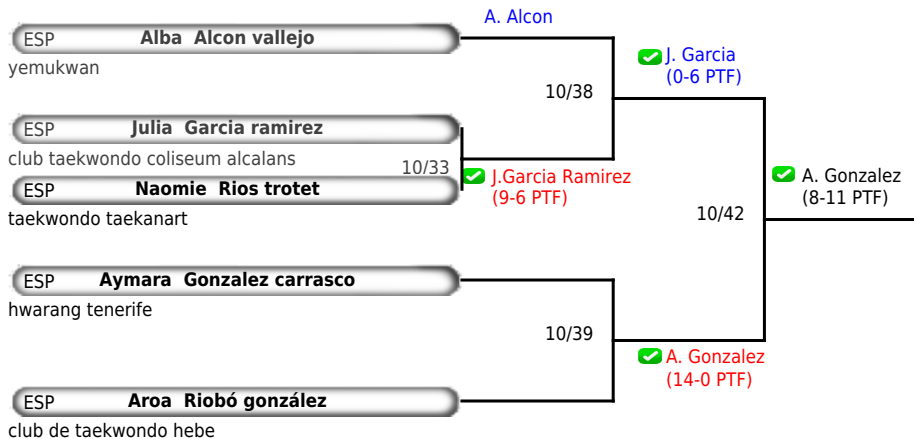 A. Alcon
ESP Alba Alcon vallejo
yemukwan
J. Garcia
(0-6 PTF)
10/38
ESP Julia Garcia ramirez
club taekwondo coliseum alcalans
10/33
J.Garcia Ramirez
(9-6 PTF)
ESP Naomie Rios trotet
taekwondo taekanart
A. Gonzalez
(8-11 PTF)
10/42
ESP Aymara Gonzalez carrasco
hwarang tenerife
10/39
A. Gonzalez
(14-0 PTF)
ESP Aroa Riobó gonzález
club de taekwondo hebe